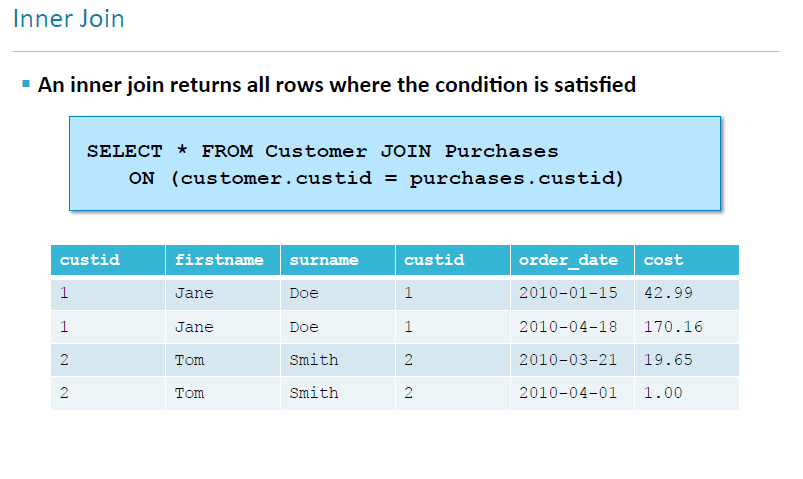 Inner Join
▪ An inner join returns all rows where the condition is satisfied
SELECT * FROM Customer JOIN Purchases
ON (customer.custid = purchases.custid)
custid firstname surname custid order_date cost
1 Jane Doe 1 2010-01-15 42.99
1 Jane Doe 1 2010-04-18 170.16
2 Tom Smith 2 2010-03-21 19.65
2 Tom Smith 2 2010-04-01 1.00